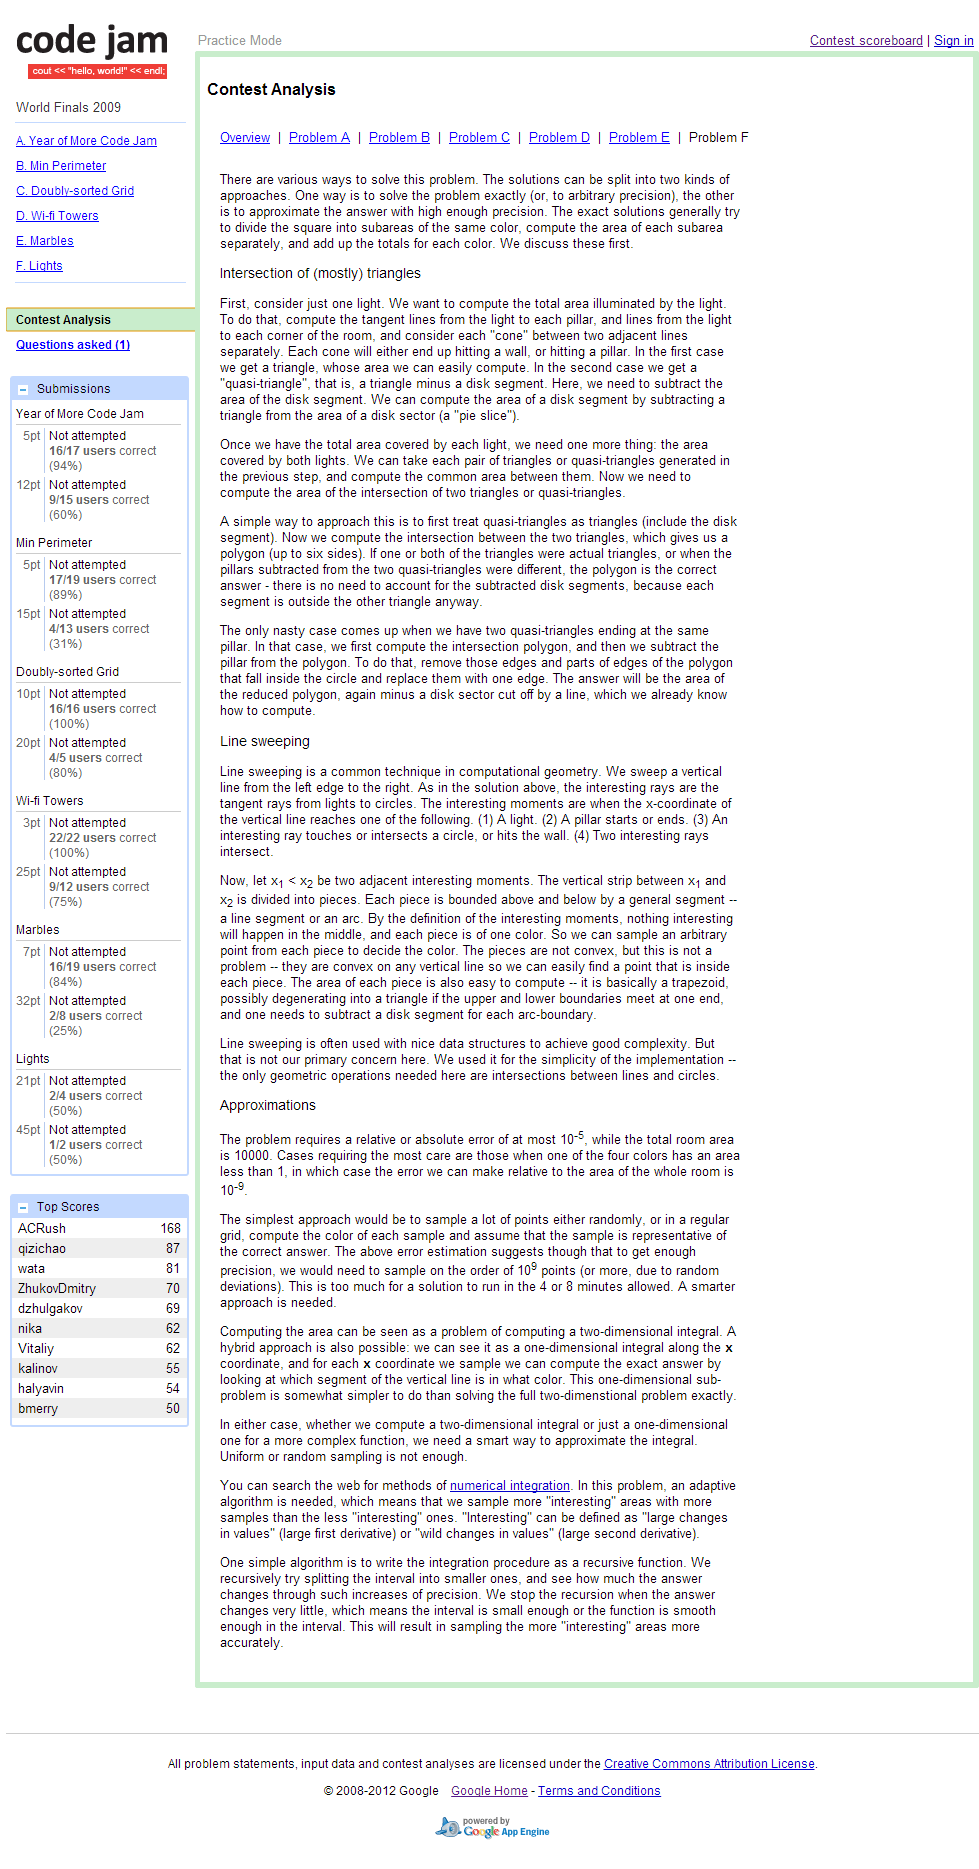 code jam
cout << "hello, world!" << endl;
Practice Mode
Contest scoreboard | Sign in
World Finals 2009
A. Year of More Code Jam
B. Min Perimeter
C. Doubly-sorted Grid
D. Wi-fi Towers
E. Marbles
F. Lights
Contest Analysis
Questions asked (1)
Submissions
Year of More Code Jam
5pt Not attempted
16/17 users correct
(94%)
12pt Not attempted
9/15 users correct
(60%)
Min Perimeter
5pt Not attempted
17/19 users correct
(89%)
15pt Not attempted
4/13 users correct
(31%)
Doubly-sorted Grid
10pt Not attempted
16/16 users correct
(100%)
20pt Not attempted
4/5 users correct
(80%)
Wi-fi Towers
3pt Not attempted
22/22 users correct
(100%)
25pt Not attempted
9/12 users correct
(75%)
Marbles
7pt Not attempted
16/19 users correct
(84%)
32pt Not attempted
2/8 users correct
(25%)
Lights
21pt Not attempted
2/4 users correct
(50%)
45pt Not attempted
1/2 users correct
(50%)
Top Scores
ACRush 168
qizichao 87
wata 81
ZhukovDmitry 70
dzhulgakov 69
nika 62
Vitaliy 62
kalinov 55
halyavin 54
bmerry 50
Contest Analysis
Overview | Problem A | Problem B | Problem C | Problem D | Problem E | Problem F
There are various ways to solve this problem. The solutions can be split into two kinds of
approaches. One way is to solve the problem exactly (or, to arbitrary precision), the other
is to approximate the answer with high enough precision. The exact solutions generally try
to divide the square into subareas of the same color, compute the area of each subarea
separately, and add up the totals for each color. We discuss these first.
Intersection of (mostly) triangles
First, consider just one light. We want to compute the total area illuminated by the light.
To do that, compute the tangent lines from the light to each pillar, and lines from the light
to each corner of the room, and consider each "cone" between two adjacent lines
separately. Each cone will either end up hitting a wall, or hitting a pillar. In the first case
we get a triangle, whose area we can easily compute. In the second case we get a
"quasi-triangle", that is, a triangle minus a disk segment. Here, we need to subtract the
area of the disk segment. We can compute the area of a disk segment by subtracting a
triangle from the area of a disk sector (a "pie slice").
Once we have the total area covered by each light, we need one more thing: the area
covered by both lights. We can take each pair of triangles or quasi-triangles generated in
the previous step, and compute the common area between them. Now we need to
compute the area of the intersection of two triangles or quasi-triangles.
A simple way to approach this is to first treat quasi-triangles as triangles (include the disk
segment). Now we compute the intersection between the two triangles, which gives us a
polygon (up to six sides). If one or both of the triangles were actual triangles, or when the
pillars subtracted from the two quasi-triangles were different, the polygon is the correct
answer - there is no need to account for the subtracted disk segments, because each
segment is outside the other triangle anyway.
The only nasty case comes up when we have two quasi-triangles ending at the same
pillar. In that case, we first compute the intersection polygon, and then we subtract the
pillar from the polygon. To do that, remove those edges and parts of edges of the polygon
that fall inside the circle and replace them with one edge. The answer will be the area of
the reduced polygon, again minus a disk sector cut off by a line, which we already know
how to compute.
Line sweeping
Line sweeping is a common technique in computational geometry. We sweep a vertical
line from the left edge to the right. As in the solution above, the interesting rays are the
tangent rays from lights to circles. The interesting moments are when the x-coordinate of
the vertical line reaches one of the following. (1) A light. (2) A pillar starts or ends. (3) An
interesting ray touches or intersects a circle, or hits the wall. (4) Two interesting rays
intersect.
Now, let x1 < x2 be two adjacent interesting moments. The vertical strip between x1 and
x2 is divided into pieces. Each piece is bounded above and below by a general segment --
a line segment or an arc. By the definition of the interesting moments, nothing interesting
will happen in the middle, and each piece is of one color. So we can sample an arbitrary
point from each piece to decide the color. The pieces are not convex, but this is not a
problem -- they are convex on any vertical line so we can easily find a point that is inside
each piece. The area of each piece is also easy to compute -- it is basically a trapezoid,
possibly degenerating into a triangle if the upper and lower boundaries meet at one end,
and one needs to subtract a disk segment for each arc-boundary.
Line sweeping is often used with nice data structures to achieve good complexity. But
that is not our primary concern here. We used it for the simplicity of the implementation --
the only geometric operations needed here are intersections between lines and circles.
Approximations
The problem requires a relative or absolute error of at most 10-5, while the total room area
is 10000. Cases requiring the most care are those when one of the four colors has an area
less than 1, in which case the error we can make relative to the area of the whole room is
10-9.
The simplest approach would be to sample a lot of points either randomly, or in a regular
grid, compute the color of each sample and assume that the sample is representative of
the correct answer. The above error estimation suggests though that to get enough
precision, we would need to sample on the order of 109 points (or more, due to random
deviations). This is too much for a solution to run in the 4 or 8 minutes allowed. A smarter
approach is needed.
Computing the area can be seen as a problem of computing a two-dimensional integral. A
hybrid approach is also possible: we can see it as a one-dimensional integral along the x
coordinate, and for each x coordinate we sample we can compute the exact answer by
looking at which segment of the vertical line is in what color. This one-dimensional sub-
problem is somewhat simpler to do than solving the full two-dimenstional problem exactly.
In either case, whether we compute a two-dimensional integral or just a one-dimensional
one for a more complex function, we need a smart way to approximate the integral.
Uniform or random sampling is not enough.
You can search the web for methods of numerical integration. In this problem, an adaptive
algorithm is needed, which means that we sample more "interesting" areas with more
samples than the less "interesting" ones. "Interesting" can be defined as "large changes
in values" (large first derivative) or "wild changes in values" (large second derivative).
One simple algorithm is to write the integration procedure as a recursive function. We
recursively try splitting the interval into smaller ones, and see how much the answer
changes through such increases of precision. We stop the recursion when the answer
changes very little, which means the interval is small enough or the function is smooth
enough in the interval. This will result in sampling the more "interesting" areas more
accurately.
All problem statements, input data and contest analyses are licensed under the Creative Commons Attribution License.
© 2008-2012 Google Google Home - Terms and Conditions
powered by
Google App Engine